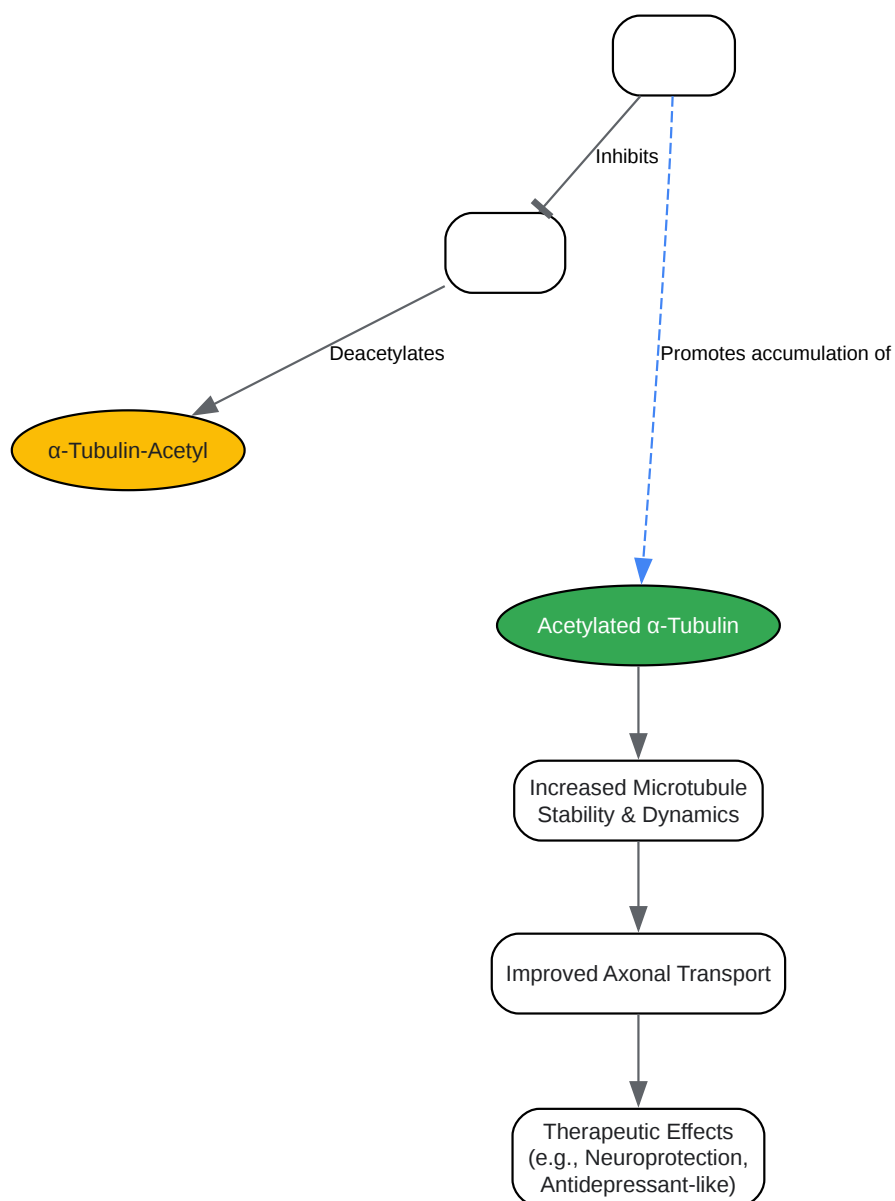 Inhibits
Deacetylates
Promotes accumulation of
α-Tubulin-Acetyl
Acetylated α-Tubulin
Increased Microtubule
Stability & Dynamics
Improved Axonal Transport
Therapeutic Effects
(e.g., Neuroprotection,
Antidepressant-like)